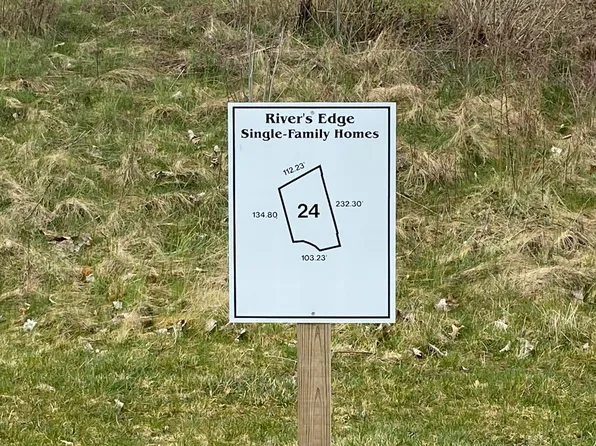 River's Edge
Single-Family Homes
112.23'
134.80
24
232.30'
103.23'